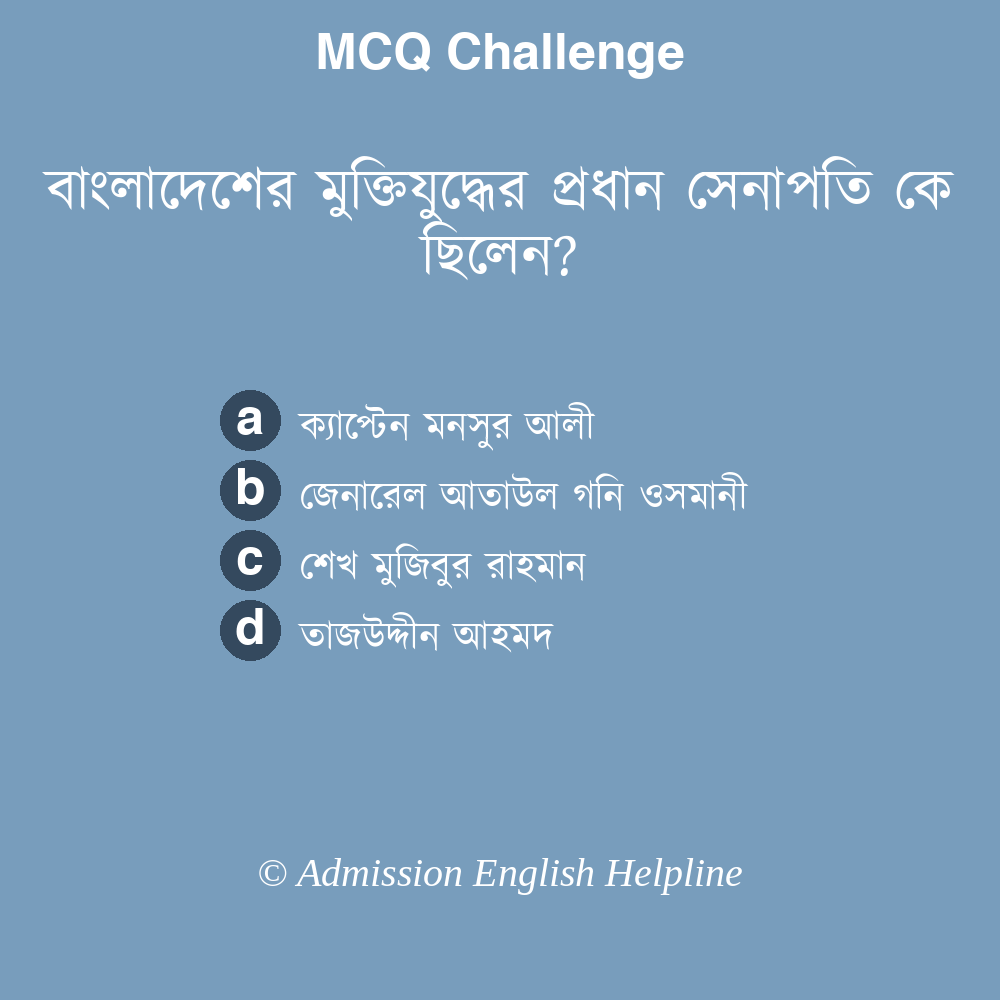 MCQ Challenge
বাংলাদেশের মুক্তিযুদ্ধের প্রধান সেনাপতি কে
ছিলেন?
a ক্যাপ্টেন মনসুর আলী
b জেনারেল আতাউল গনি ওসমানী
c শেখ মুজিবুর রাহমান
d তাজউদ্দীন আহমদ
© Admission English Helpline